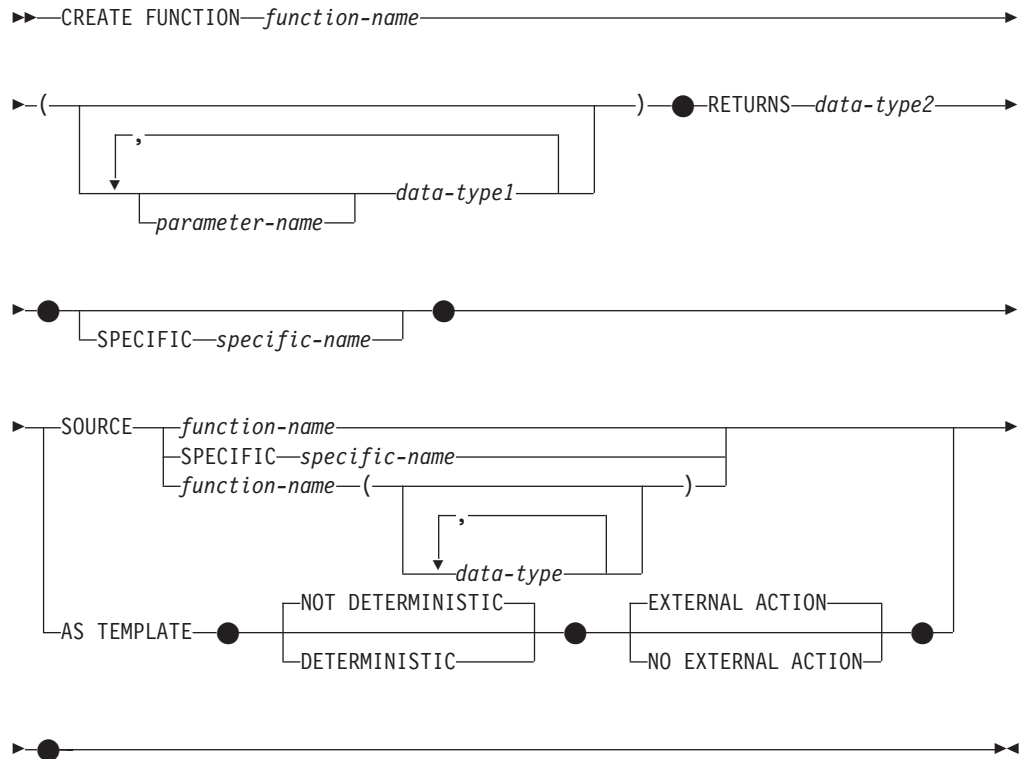 CREATE FUNCTION function-name
( ) RETURNS data-type2
,
data-type1
parameter-name
SPECIFIC specific-name
SOURCE function-name
SPECIFIC specific-name
function-name ( )
,
data-type
NOT DETERMINISTIC EXTERNAL ACTION
AS TEMPLATE
DETERMINISTIC NO EXTERNAL ACTION